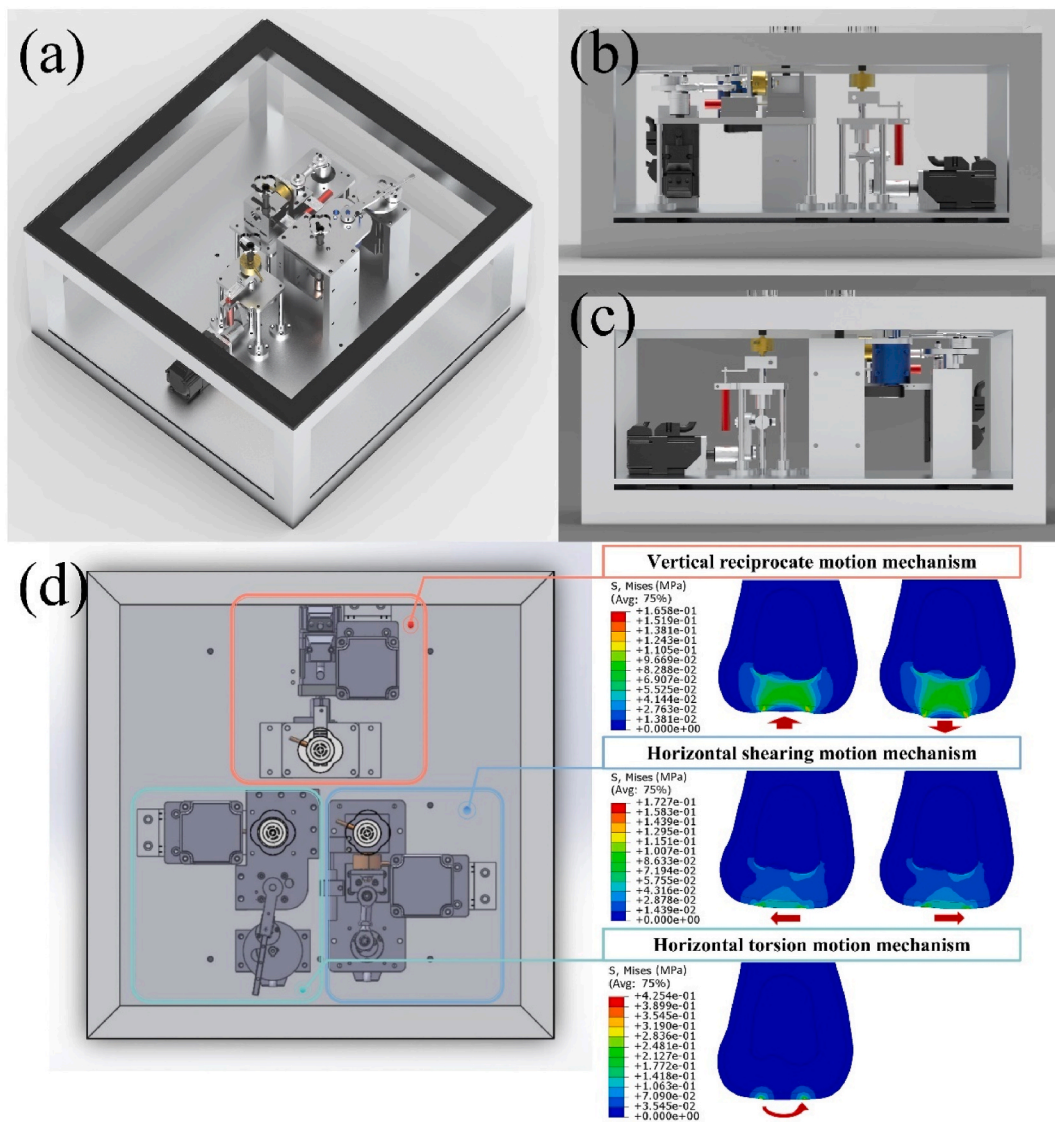 (a)
(b)
(c)
(d)
Vertical reciprocate motion mechanism
S, Mises (MPa)
(Avg: 75%)
+1.658e-01
+1.519e-01
+1.381e-01
+1.243e-01
+1.105e-01
+9.669e-02
+8.288e-02
+6.907e-02
+5.525e-02
+4.144e-02
+2.763e-02
+1.381e-02
+0.000e+00
Horizontal shearing motion mechanism
S, Mises (MPa)
(Avg: 75%)
+1.727e-01
+1.583e-01
+1.439e-01
+1.295e-01
+1.151e-01
+1.007e-01
+8.633e-02
+7.194e-02
+5.755e-02
+4.316e-02
+2.878e-02
+1.439e-02
+0.000e+00
Horizontal torsion motion mechanism
S, Mises (MPa)
(Avg: 75%)
+4.254e-01
+3.899e-01
+3.545e-01
+3.190e-01
+2.836e-01
+2.481e-01
+2.127e-01
+1.772e-01
+1.418e-01
+1.063e-01
+7.090e-02
+3.545e-02
+0.000e+00